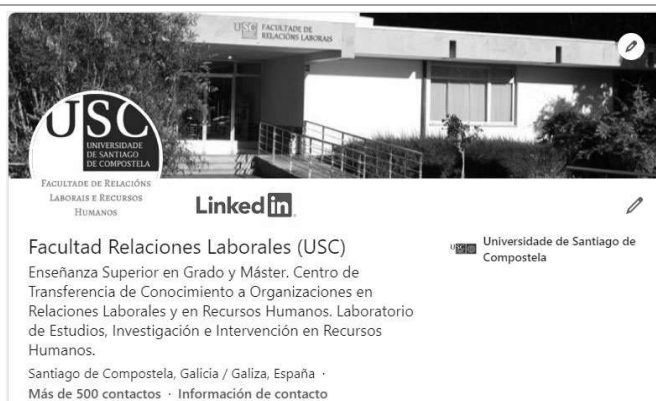 USC FACULTADE DE
RELACIÓNS LABORAIS
USC
UNIVERSIDADE
DE SANTIAGO
DE COMPOSTELA
FACULTADE DE RELACIÓNS
LABORAIS E RECURSOS
HUMANOS
Linked in
Facultad Relaciones Laborales (USC)
Enseñanza Superior en Grado y Máster. Centro de
Transferencia de Conocimiento a Organizaciones en
Relaciones Laborales y en Recursos Humanos. Laboratorio
de Estudios, Investigación e Intervención en Recursos
Humanos.
Santiago de Compostela, Galicia / Galiza, España ·
Más de 500 contactos · Información de contacto
USC Universidade de Santiago de
Compostela